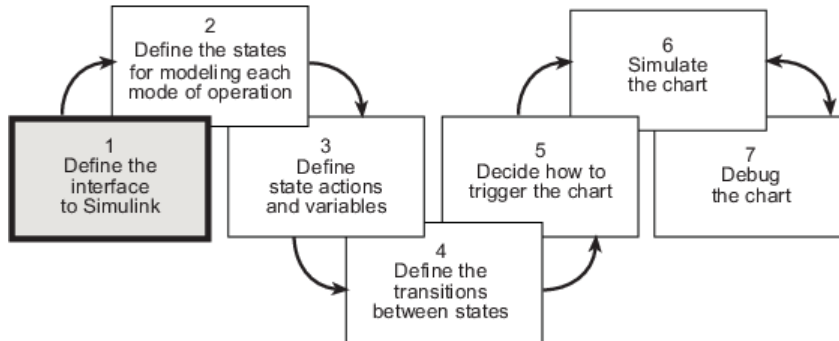 1
Define the
interface
to Simulink
2
Define the states
for modeling each
mode of operation
3
Define
state actions
and variables
4
Define the
transitions
between states
5
Decide how to
trigger the chart
6
Simulate
the chart
7
Debug
the chart